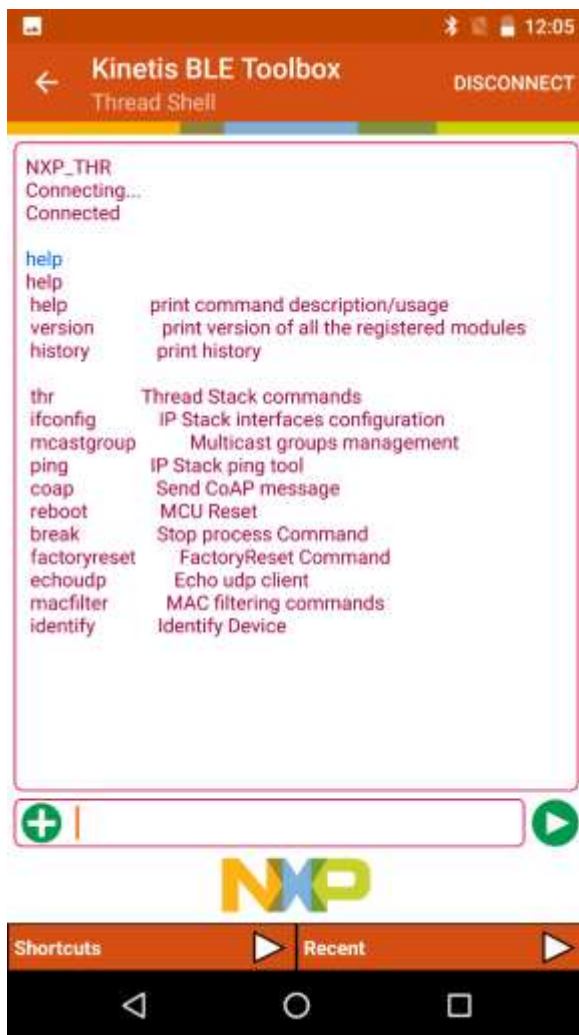 12:05
Kinetis BLE Toolbox
Thread Shell
DISCONNECT
NXP_THR
Connecting...
Connected
help
help
help print command description/usage
version print version of all the registered modules
history print history
thr Thread Stack commands
ifconfig IP Stack interfaces configuration
mcastgroup Multicast groups management
ping IP Stack ping tool
coap Send CoAP message
reboot MCU Reset
break Stop process Command
factoryreset FactoryReset Command
echoudp Echo udp client
macfilter MAC filtering commands
identify Identify Device
NXP
Shortcuts
Recent